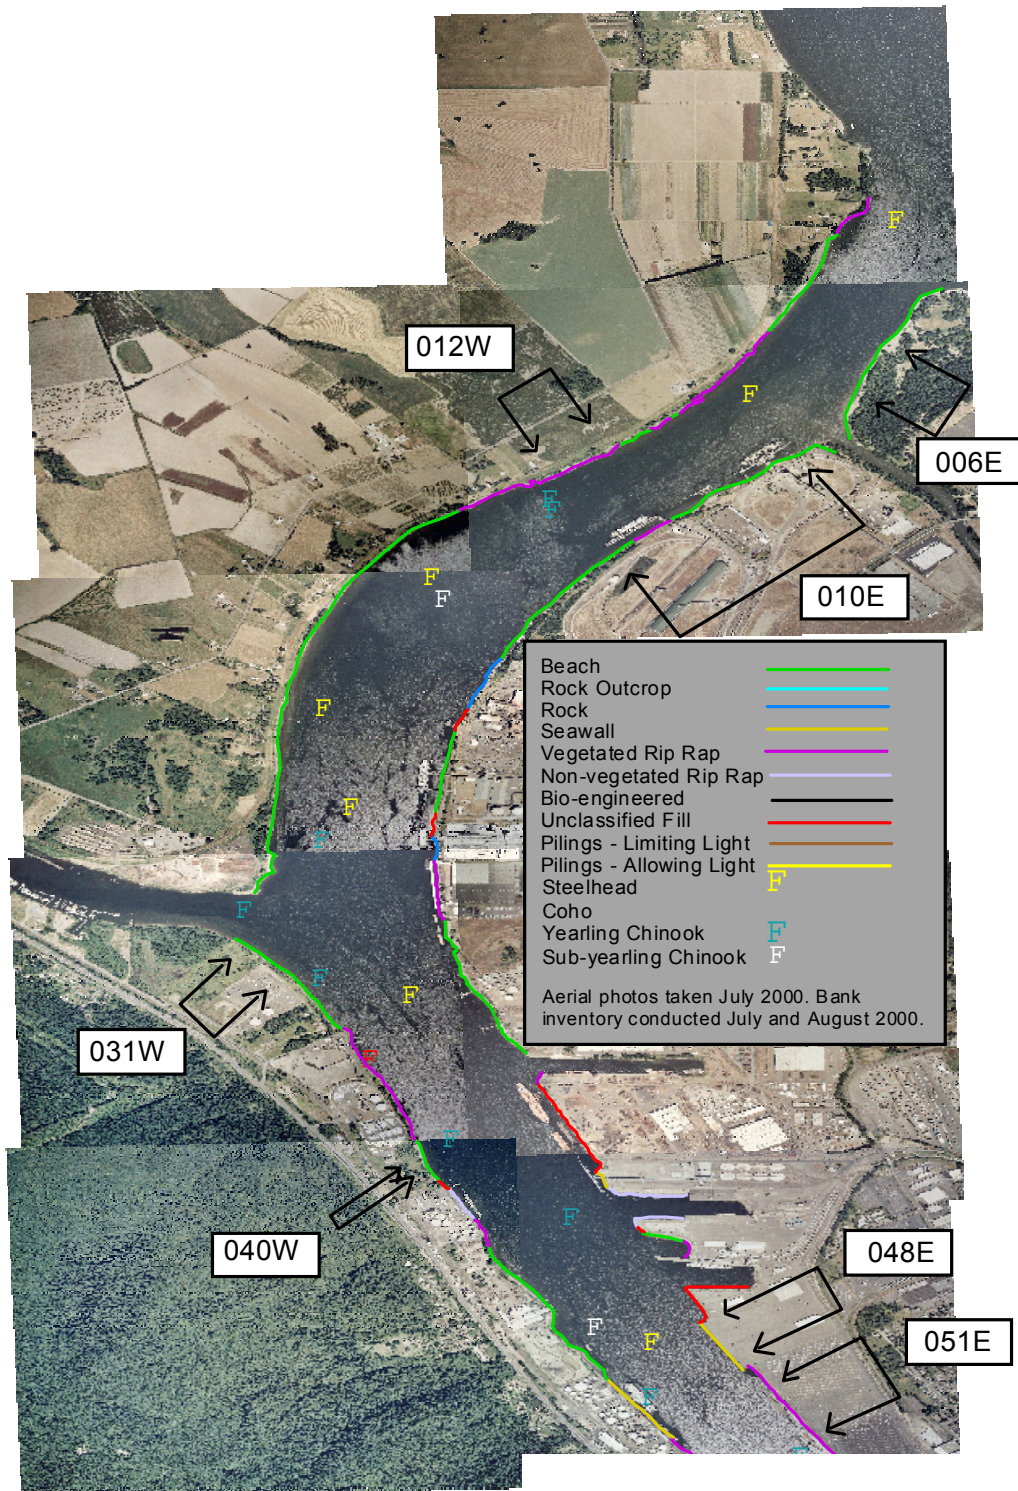 F
012W
F
006E
F
F
F
F
010E
F
Beach
Rock Outcrop
Rock
Seawall
Vegetated Rip Rap
Non-vegetated Rip Rap
Bio-engineered
Unclassified Fill
Pilings - Limiting Light
Pilings - Allowing Light
Steelhead F
Coho
Yearling Chinook F
Sub-yearling Chinook F
Aerial photos taken July 2000. Bank
inventory conducted July and August 2000.
F
F
F
F
F
031W
F
F
F
040W
048E
F
F
051E
F
F